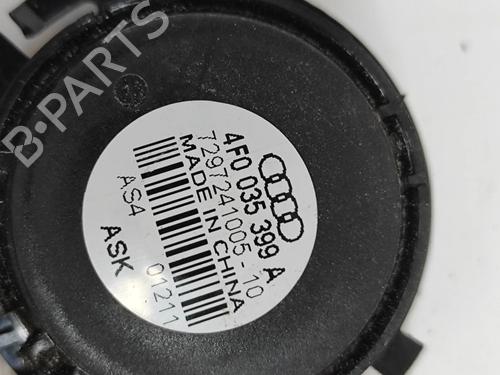 B-PARTS
4F0 035 399 A
7297241005-10
MADE IN CHINA
AS4
ASK
01211